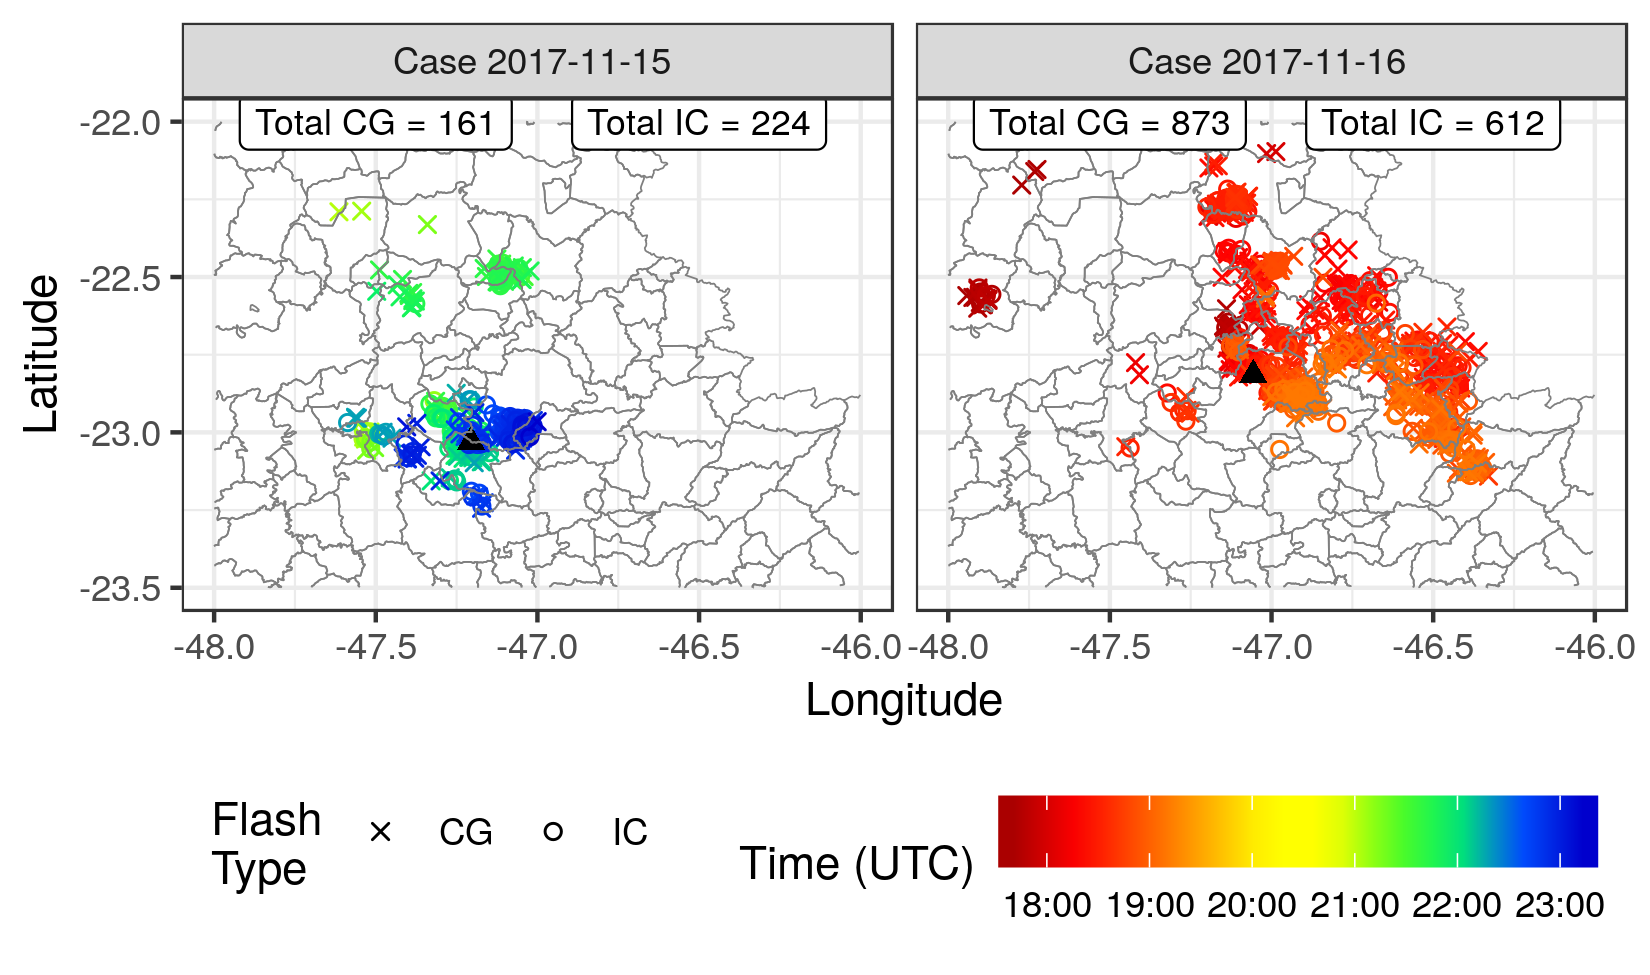 Case 2017-11-15
Case 2017-11-16
Total CG = 161
Total IC = 224
Total CG = 873
Total IC = 612
Latitude
-22.0
-22.5
-23.0
-23.5
-48.0 -47.5 -47.0 -46.5 -46.0
-48.0 -47.5 -47.0 -46.5 -46.0
Longitude
Flash
Type
CG
IC
Time (UTC)
18:00 19:00 20:00 21:00 22:00 23:00